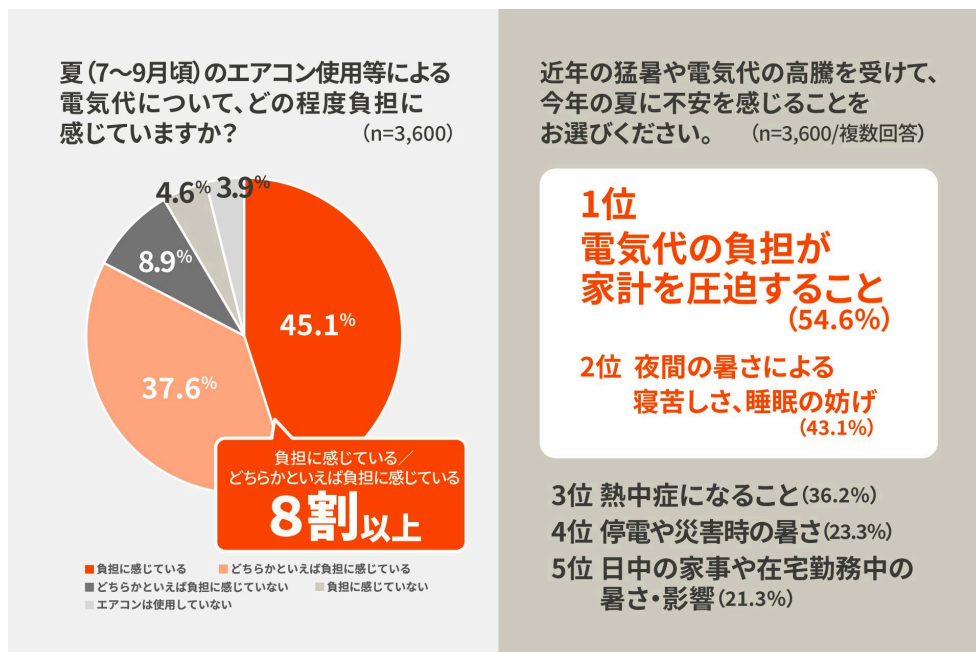 夏（7～9月頃）のエアコン使用等による
電気代について、どの程度負担に
感じていますか？（n=3,600）
4.6%
3.9%
8.9%
45.1%
37.6%
負担に感じている／
どちらかといえば負担に感じている
8割以上
負担に感じている
どちらかといえば負担に感じている
どちらかといえば負担に感じていない
負担に感じていない
エアコンは使用していない
近年の猛暑や電気代の高騰を受けて、
今年の夏に不安を感じることを
お選びください。（n=3,600/複数回答）
1位
電気代の負担が
家計を圧迫すること
（54.6%）
2位 夜間の暑さによる
寝苦しさ、睡眠の妨げ
（43.1%）
3位 熱中症になること（36.2%）
4位 停電や災害時の暑さ（23.3%）
5位 日中の家事や在宅勤務中の
暑さ・影響（21.3%）